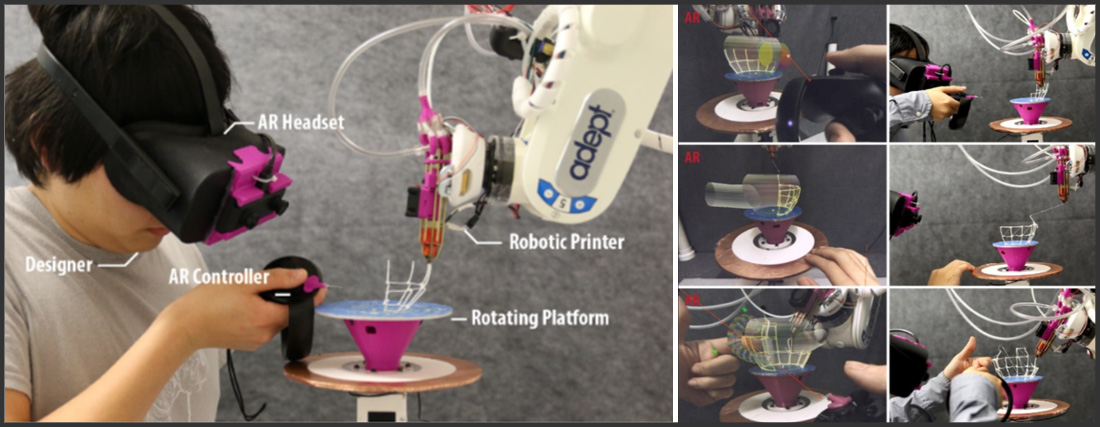 AR Headset
adept
5
Robotic Printer
Designer
AR Controller
Rotating Platform
AR
AR
AR